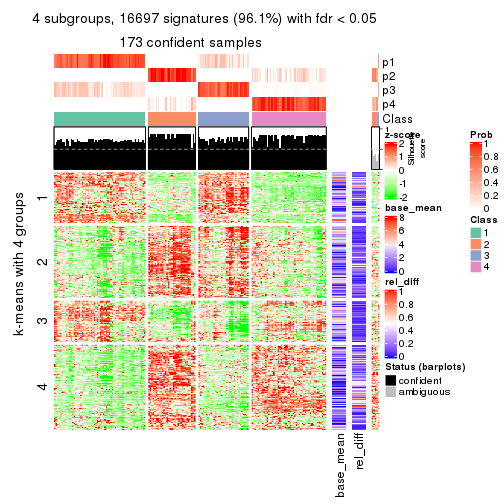 4 subgroups, 16697 signatures (96.1%) with fdr < 0.05
173 confident samples
p1
p2
p3
p4
Class
1
Silhouette
score
k-means with 4 groups
1
2
3
4
base_mean
rel_diff
z-score
2
1
0
-1
-2
base_mean
8
6
4
2
0
rel_diff
1
0.8
0.6
0.4
0.2
0
Status (barplots)
confident
ambiguous
Prob
1
0.8
0.6
0.4
0.2
0
Class
1
2
3
4